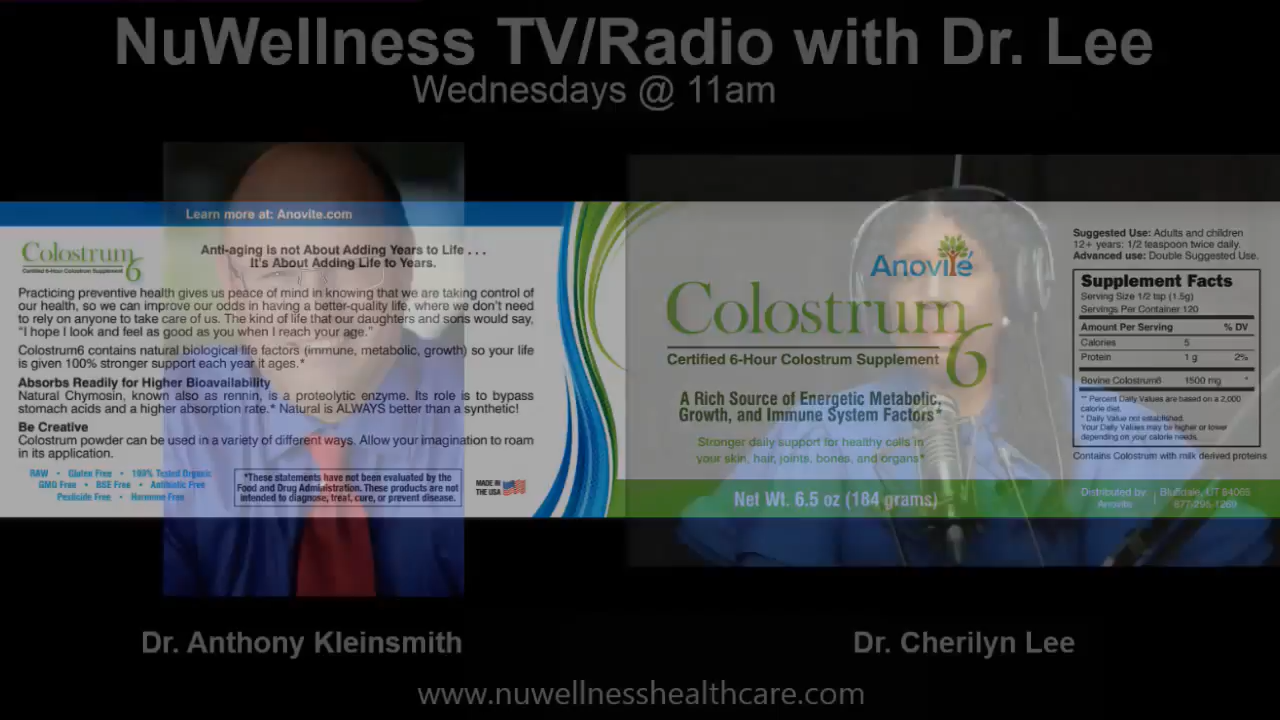 NuWellness TV/Radio with Dr. Lee
Wednesdays @ 11am
Learn more at: Anovite.com
Colostrum6
Certified 6-Hour Colostrum Supplement
Anti-aging is not About Adding Years to Life . . .
It's About Adding Life to Years.
Practicing preventive health gives us peace of mind in knowing that we are taking control of
our health, so we can improve our odds in having a better-quality life, where we don't need
to rely on anyone to take care of us. The kind of life that our daughters and sons would say,
"I hope I look and feel as good as you when I reach your age."
Colostrum6 contains natural biological life factors (immune, metabolic, growth) so your life
is given 100% stronger support each year it ages.*
Absorbs Readily for Higher Bioavailability
Natural Chymosin, known also as rennin, is a proteolytic enzyme. Its role is to bypass
stomach acids and a higher absorption rate.* Natural is ALWAYS better than a synthetic!
Be Creative
Colostrum powder can be used in a variety of different ways. Allow your imagination to roam
in its application.
RAW • Gluten Free • 100% Tested Organic
GMO Free • BSE Free • Antibiotic Free
Pesticide Free • Hormone Free
*These statements have not been evaluated by the
Food and Drug Administration. These products are not
intended to diagnose, treat, cure, or prevent disease.
MADE IN
THE USA
Anovité
Colostrum6
Certified 6-Hour Colostrum Supplement
A Rich Source of Energetic Metabolic,
Growth, and Immune System Factors*
Stronger daily support for healthy cells in
your skin, hair, joints, bones, and organs*
Net Wt. 6.5 oz (184 grams)
Suggested Use: Adults and children
12+ years: 1/2 teaspoon twice daily.
Advanced use: Double Suggested Use.
Supplement Facts
Serving Size 1/2 tsp (1.5g)
Servings Per Container 120
Amount Per Serving % DV
Calories 5
Protein 1 g 2%
Bovine Colostrum6 1500 mg *
** Percent Daily Values are based on a 2,000
calorie diet.
* Daily Value not established.
Your Daily Values may be higher or lower
depending on your calorie needs.
Contains Colostrum with milk derived proteins
Distributed by
Anovite
Bluffdale, UT 84065
877-295-1269
Dr. Anthony Kleinsmith
Dr. Cherilyn Lee
www.nuwellnesshealthcare.com